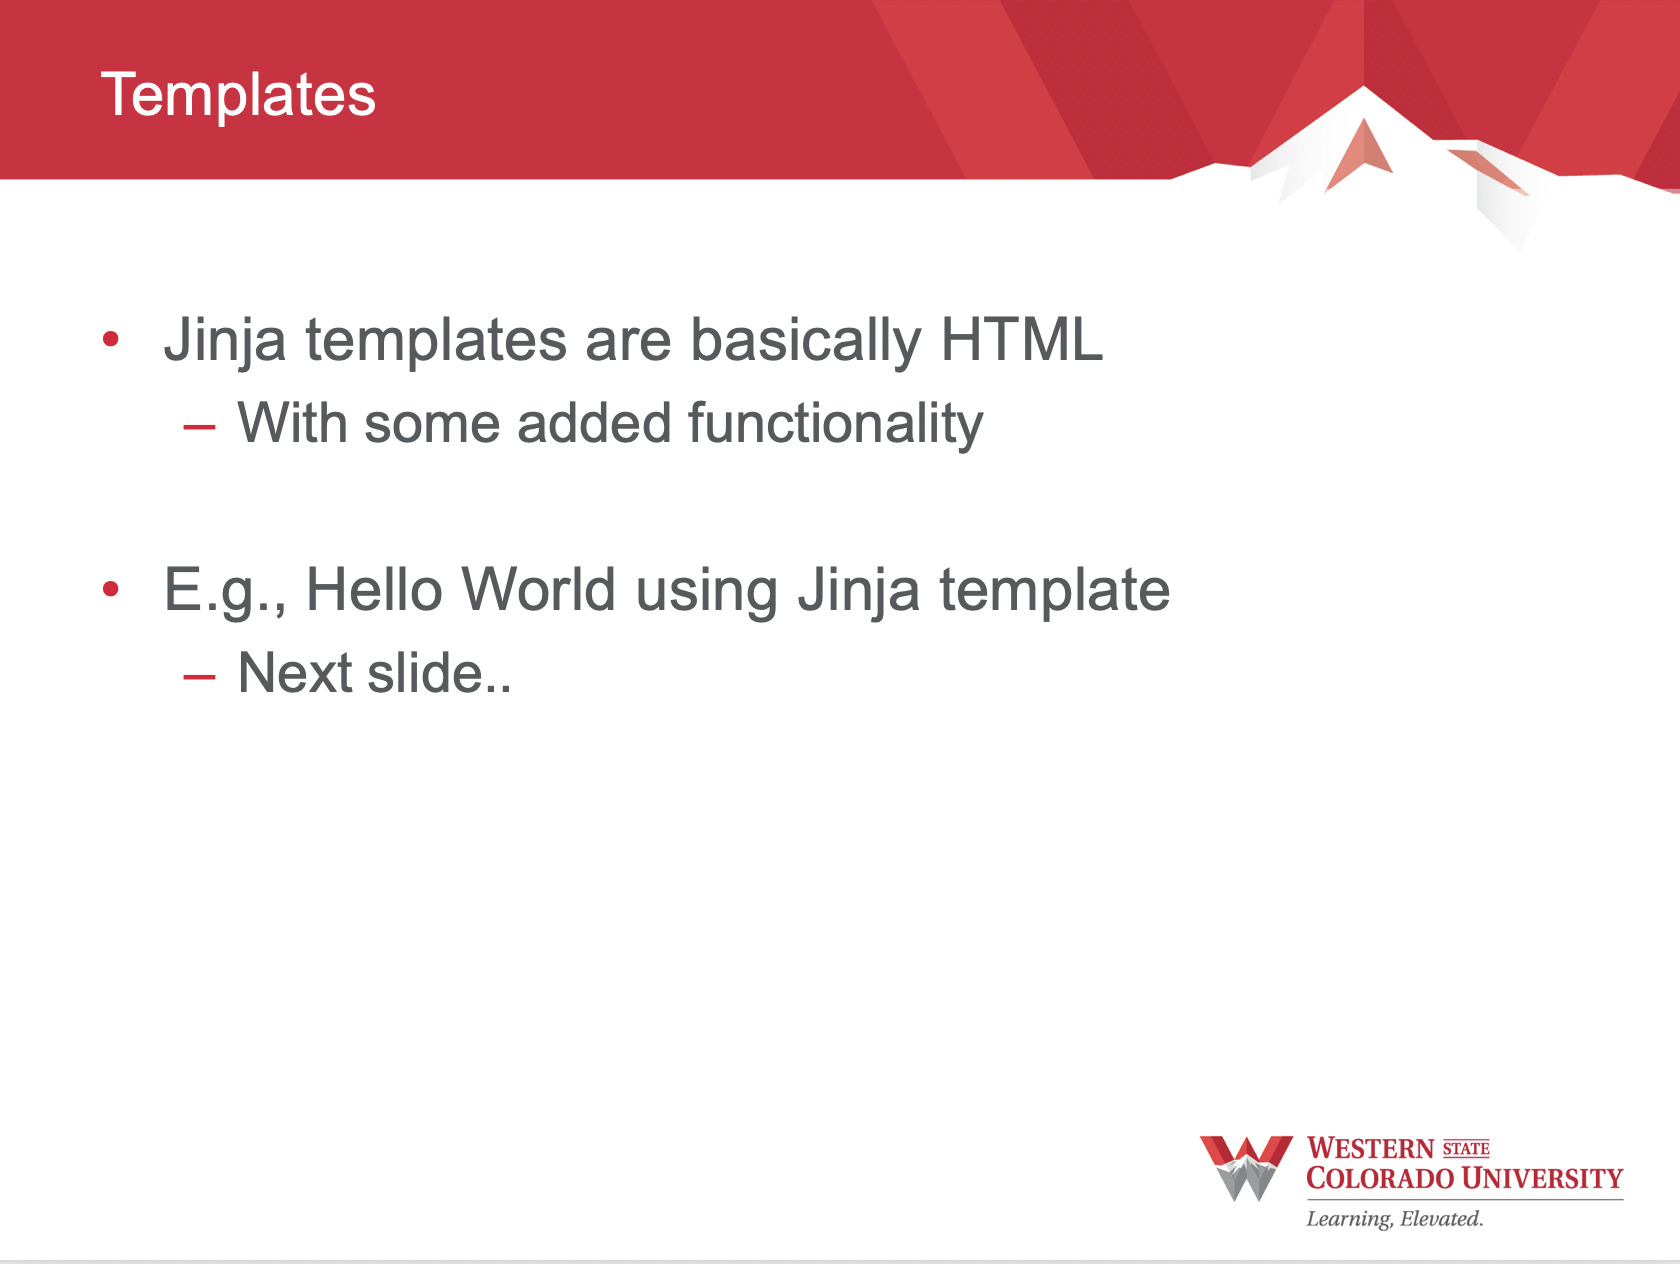 Templates
• Jinja templates are basically HTML
– With some added functionality
• E.g., Hello World using Jinja template
– Next slide..
WESTERN STATE
COLORADO UNIVERSITY
Learning, Elevated.